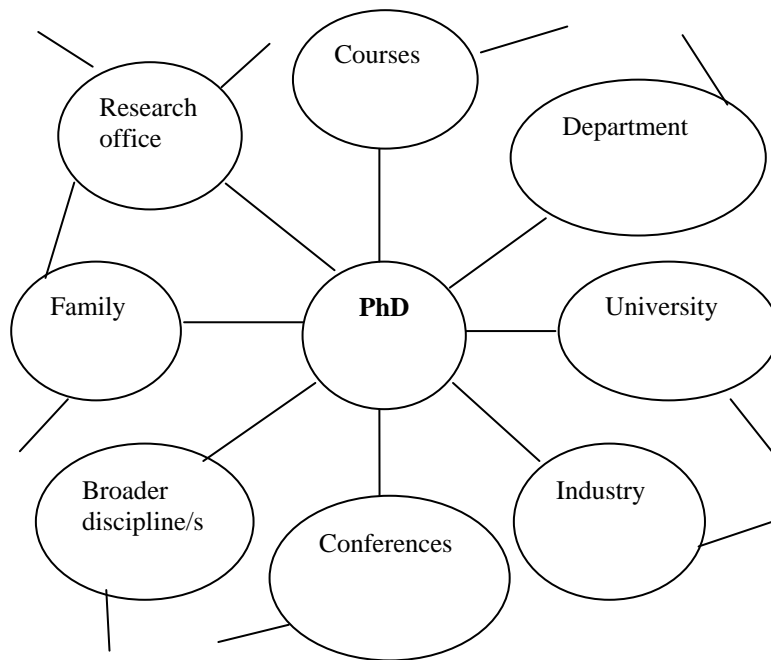 Courses
Research
office
Department
Family
PhD
University
Broader
discipline/s
Industry
Conferences